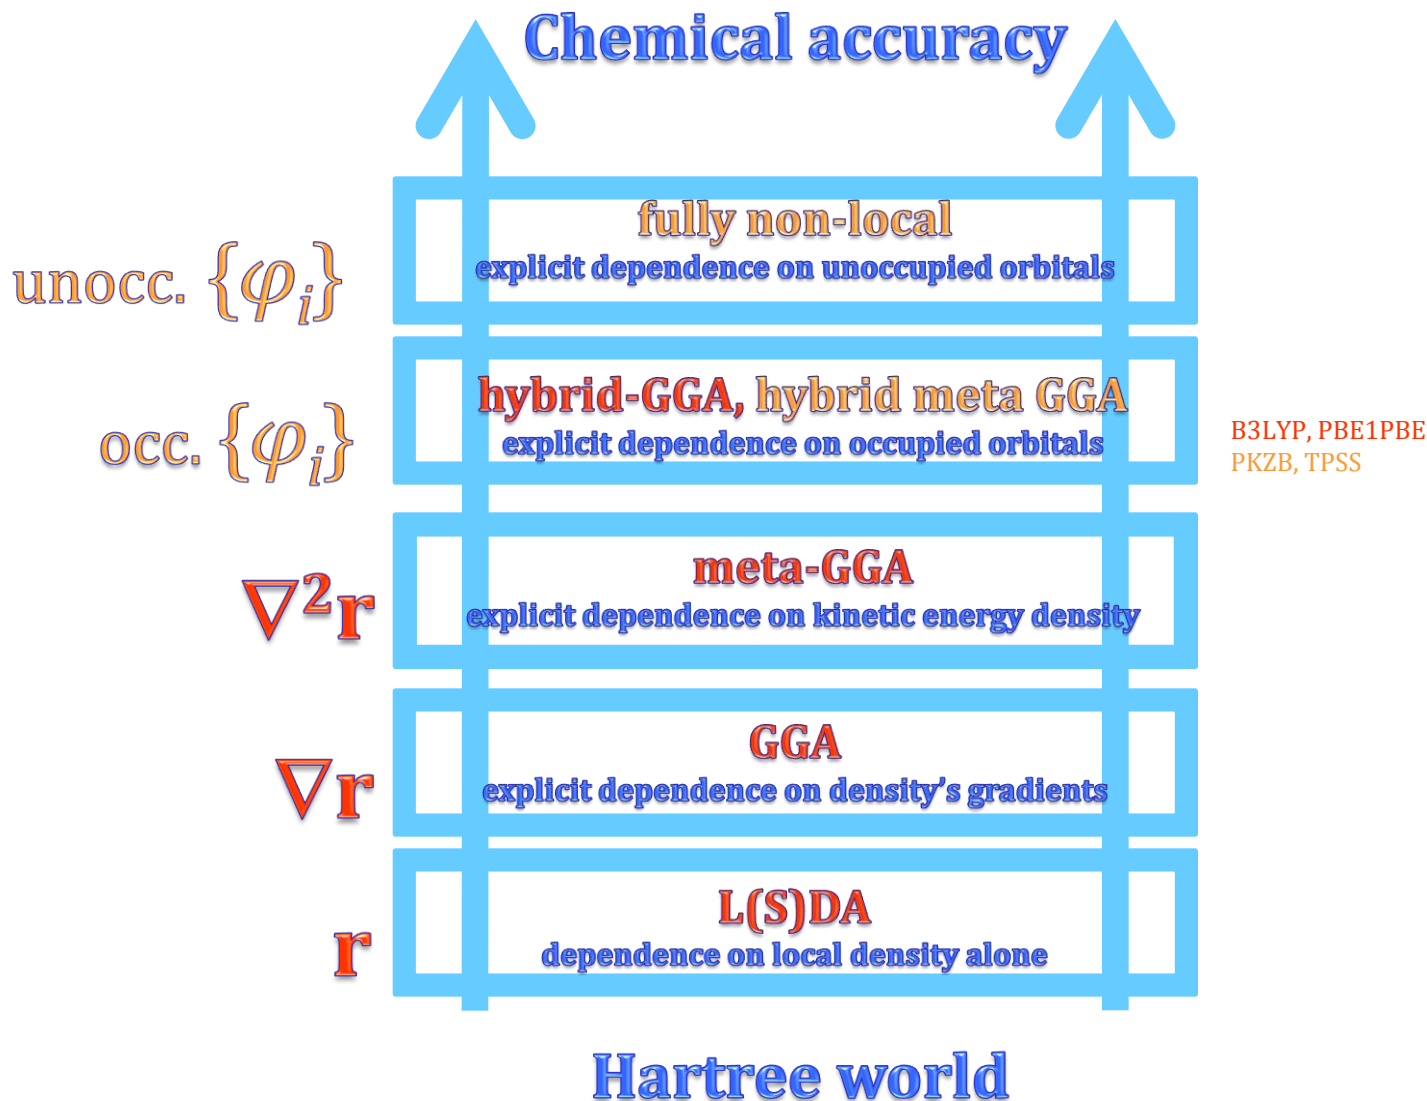 Chemical accuracy
fully non-local
explicit dependence on unoccupied orbitals
unocc. {φᵢ}
hybrid-GGA, hybrid meta GGA
explicit dependence on occupied orbitals
occ. {φᵢ}
B3LYP, PBE1PBE
PKZB, TPSS
meta-GGA
explicit dependence on kinetic energy density
∇²r
GGA
explicit dependence on density’s gradients
∇r
L(S)DA
dependence on local density alone
r
Hartree world